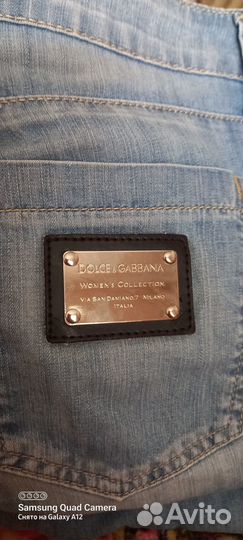 DOLCE & GABBANA
WOMEN'S COLLECTION
VIA SAN DAMIANO, 7 MILANO
ITALIA
Samsung Quad Camera
Снято на Galaxy A12
Avito